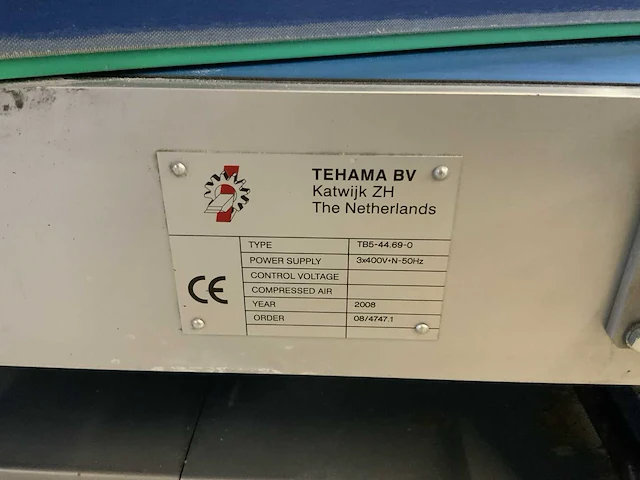 TEHAMA BV
Katwijk ZH
The Netherlands
CE
TYPE TB5-44.69-0
POWER SUPPLY 3x400V+N-50Hz
CONTROL VOLTAGE
COMPRESSED AIR
YEAR 2008
ORDER 08/4747.1